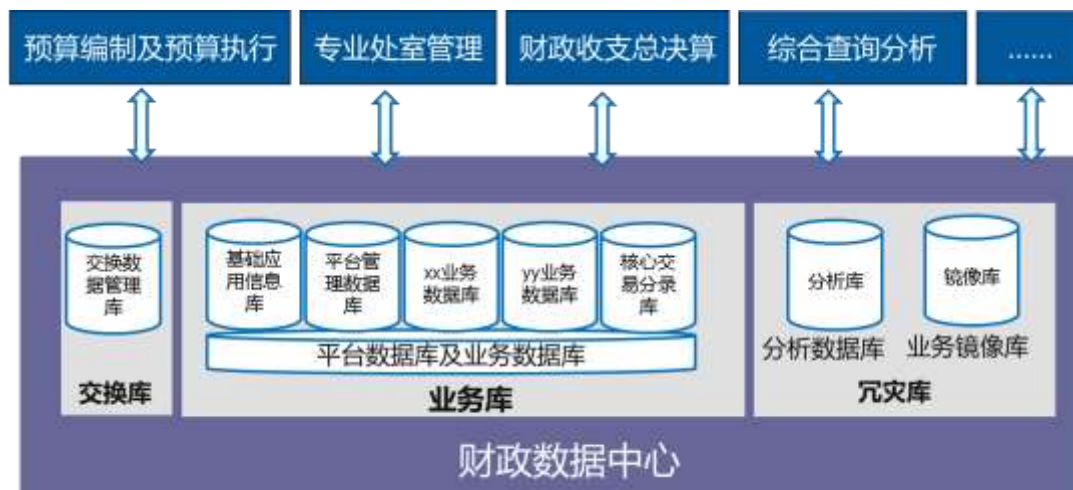 预算编制及预算执行
专业处室管理
财政收支总决算
综合查询分析
......
交换数
据管理
库
基础应
用信息
库
平台管
理数据
库
xx业务
数据库
yy业务
数据库
核心交
易分录
库
分析库
镜像库
平台数据库及业务数据库
分析数据库
业务镜像库
交换库
业务库
冗灾库
财政数据中心